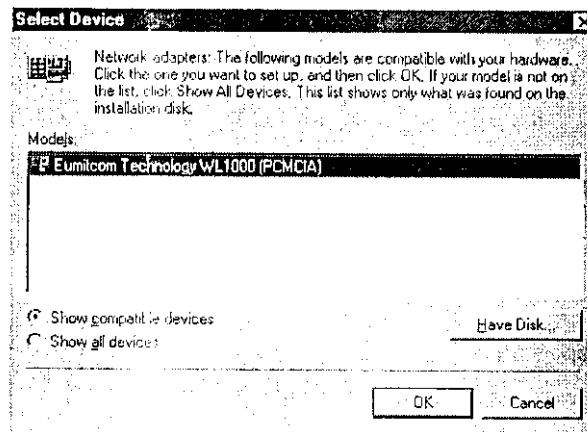 Select Device
Network adapters: The following models are compatible with your hardware.
Click the one you want to set up, and then click OK. If your model is not on
the list, click Show All Devices. This list shows only what was found on the
installation disk.
Models:
Eumitcom Technology WL1000 (PCMCIA)
Show compatible devices
Have Disk...
Show all devices
OK
Cancel